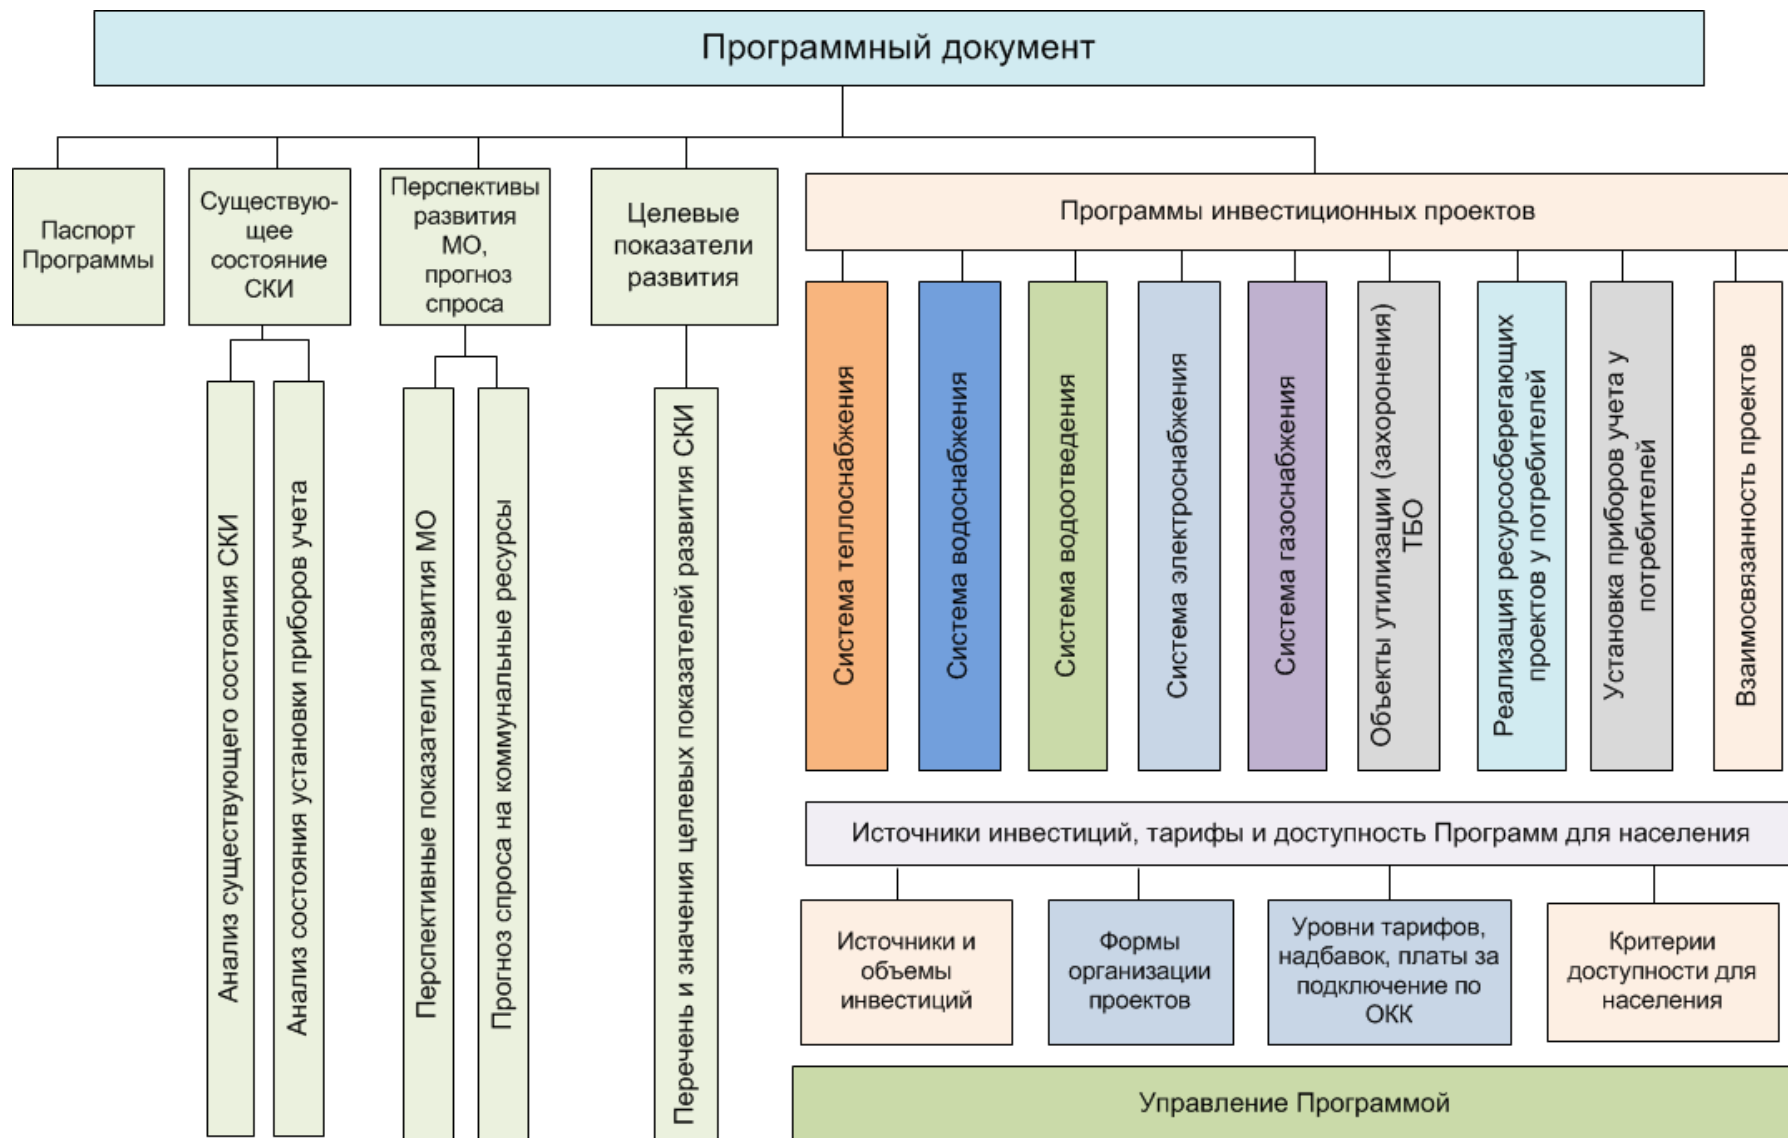 Программный документ
Паспорт
Программы
Существую-
щее
состояние
СКИ
Перспективы
развития
МО,
прогноз
спроса
Целевые
показатели
развития
Программы инвестиционных проектов
Анализ существующего состояния СКИ
Анализ состояния установки приборов учета
Перспективные показатели развития МО
Прогноз спроса на коммунальные ресурсы
Перечень и значения целевых показателей развития СКИ
Система теплоснабжения
Система водоснабжения
Система водоотведения
Система электроснабжения
Система газоснабжения
Объекты утилизации (захоронения)
ТБО
Реализация ресурсосберегающих
проектов у потребителей
Установка приборов учета у
потребителей
Взаимосвязанность проектов
Источники инвестиций, тарифы и доступность Программ для населения
Источники и
объемы
инвестиций
Формы
организации
проектов
Уровни тарифов,
надбавок, платы за
подключение по
ОКК
Критерии
доступности для
населения
Управление Программой